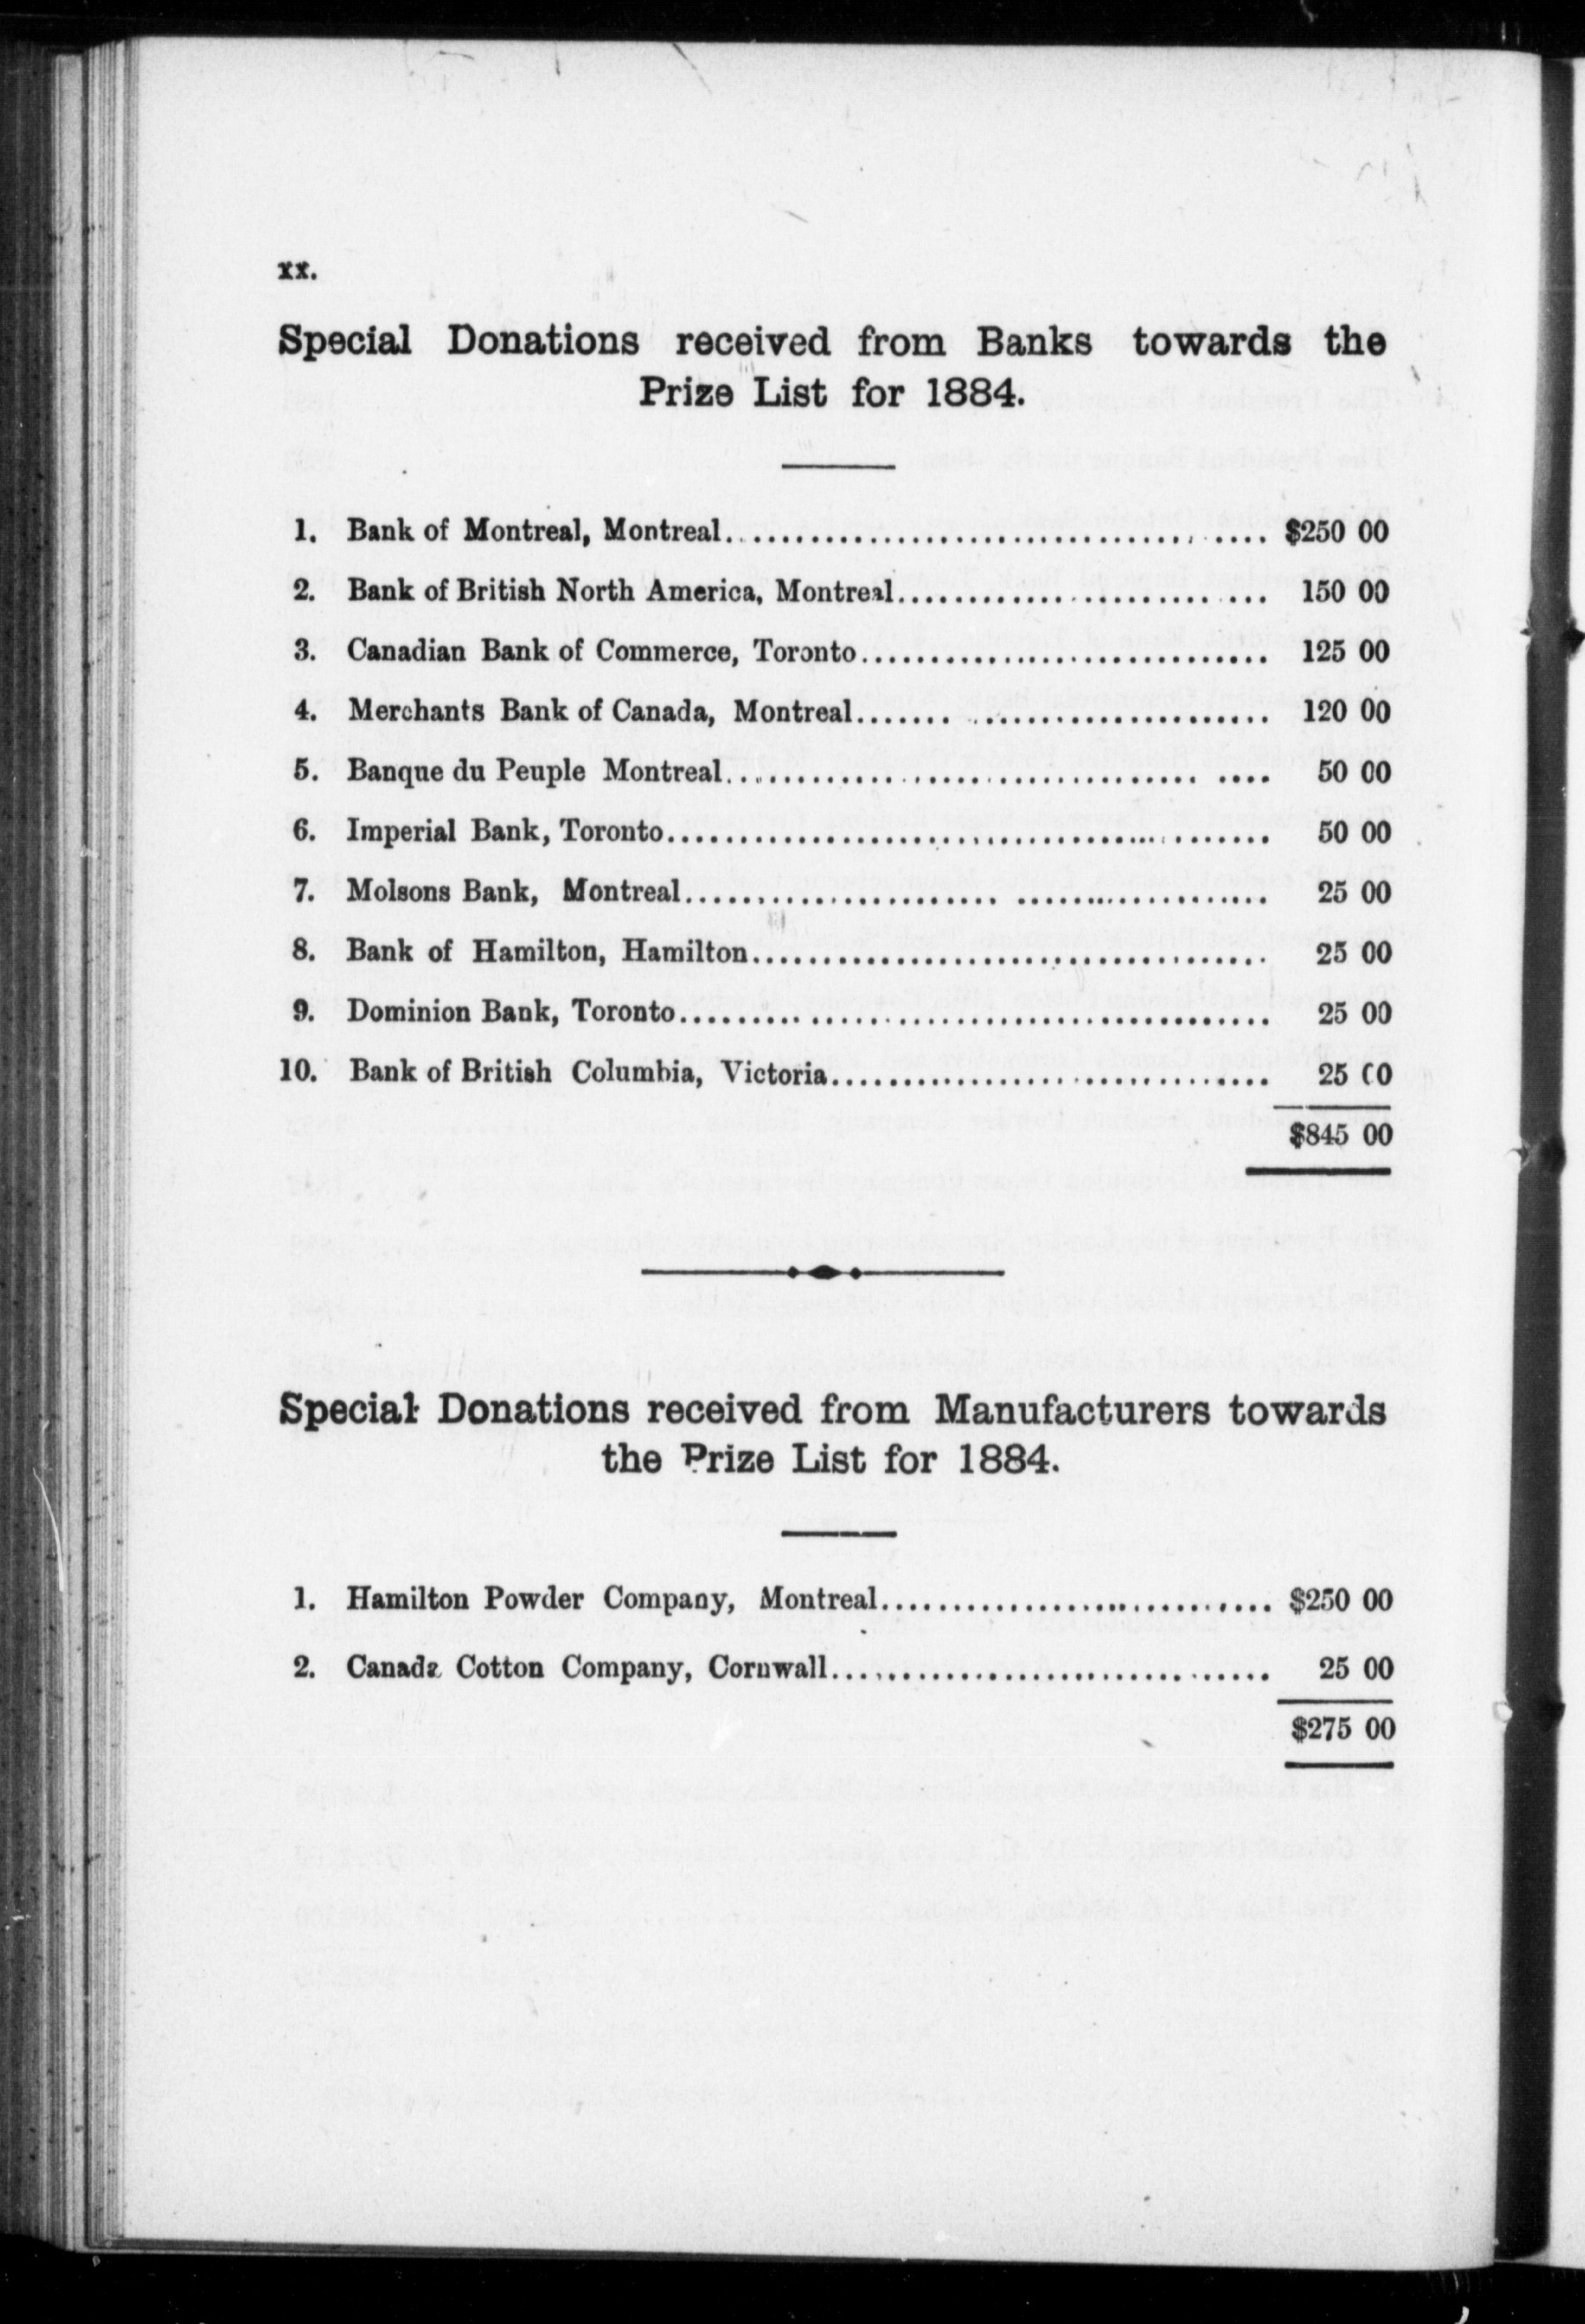 xx.
Special Donations received from Banks towards the
Prize List for 1884.
1. Bank of Montreal, Montreal........................................ $250 00
2. Bank of British North America, Montreal.......................... 150 00
3. Canadian Bank of Commerce, Toronto............................. 125 00
4. Merchants Bank of Canada, Montreal............................. 120 00
5. Banque du Peuple Montreal...................................... 50 00
6. Imperial Bank, Toronto.......................................... 50 00
7. Molsons Bank, Montreal......................................... 25 00
8. Bank of Hamilton, Hamilton..................................... 25 00
9. Dominion Bank, Toronto......................................... 25 00
10. Bank of British Columbia, Victoria............................... 25 00
$845 00
Special Donations received from Manufacturers towards
the Prize List for 1884.
1. Hamilton Powder Company, Montreal............................ $250 00
2. Canada Cotton Company, Cornwall............................... 25 00
$275 00